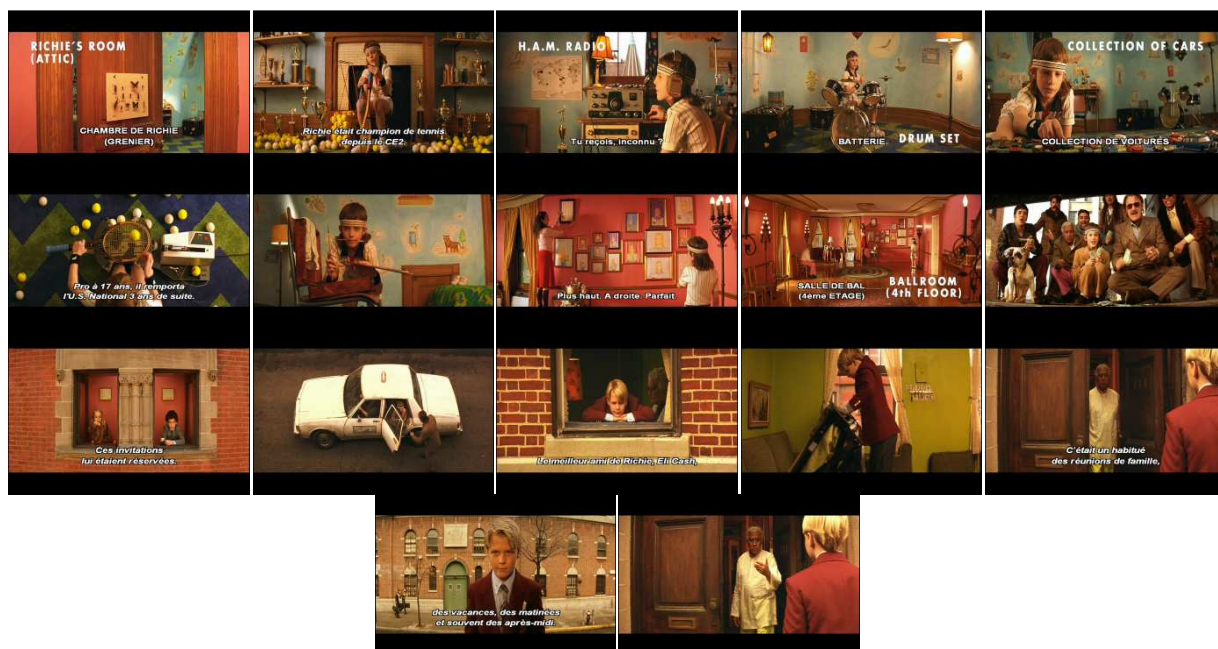 RICHIE'S ROOM
(ATTIC)
CHAMBRE DE RICHIE
(GRENIER)
Richie était champion de tennis
depuis le CE2.
H.A.M. RADIO
Tu reçois, inconnu ?
BATTERIE
DRUM SET
COLLECTION OF CARS
COLLECTION DE VOITURES
Pro à 17 ans, il remporta
l'U.S. National 3 ans de suite.
Plus haut. A droite. Parfait.
SALLE DE BAL
(4ème ETAGE)
BALLROOM
(4th FLOOR)
Ces invitations
lui étaient réservées.
Le meilleur ami de Richie, Eli Cash,
C'était un habitué
des réunions de famille,
des vacances, des matinées
et souvent des après-midi.